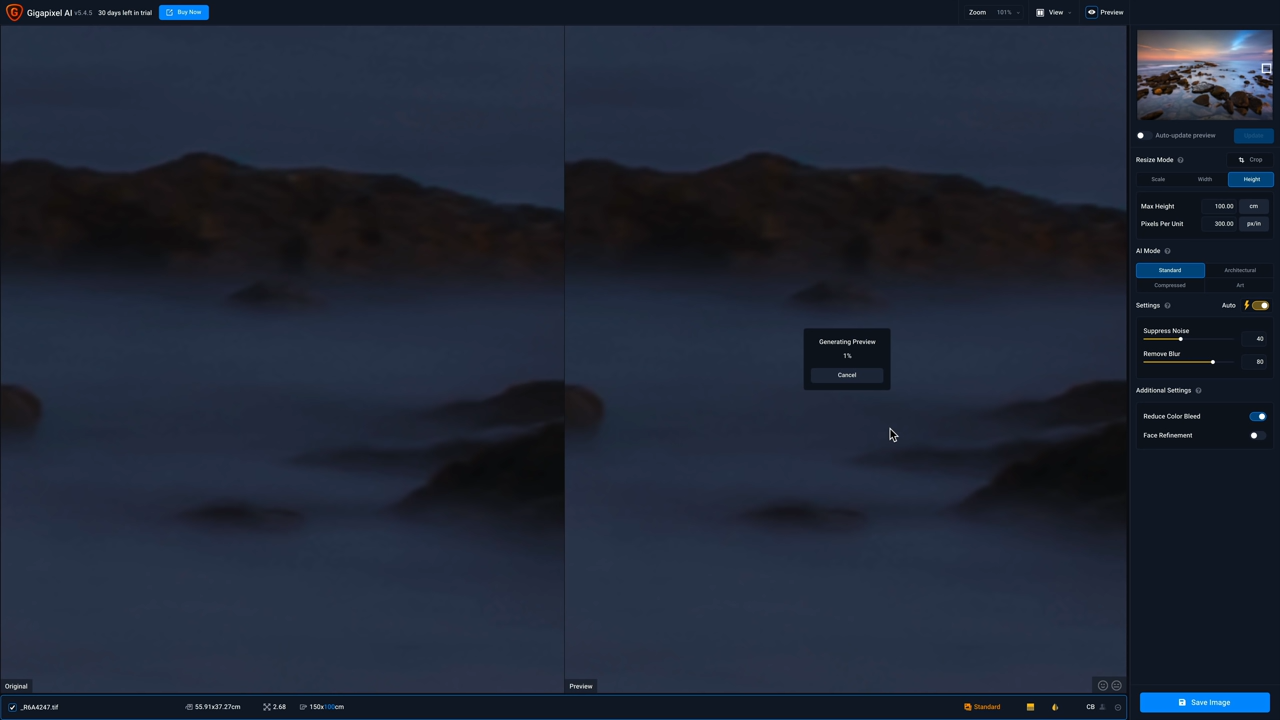 Gigapixel AI v5.4.5 30 days left in trial Buy Now Zoom 101% View Preview
Auto-update preview Update
Resize Mode Crop
Scale Width Height
Max Height 100.00 cm
Pixels Per Unit 300.00 px/in
AI Mode
Standard Architectural
Compressed Art
Settings Auto
Suppress Noise
40
Remove Blur
80
Additional Settings
Reduce Color Bleed
Face Refinement
Generating Preview
1%
Cancel
Original Preview
_R6A4247.tif 55.91x37.27cm 2.68 150x100cm Standard CB
Save Image